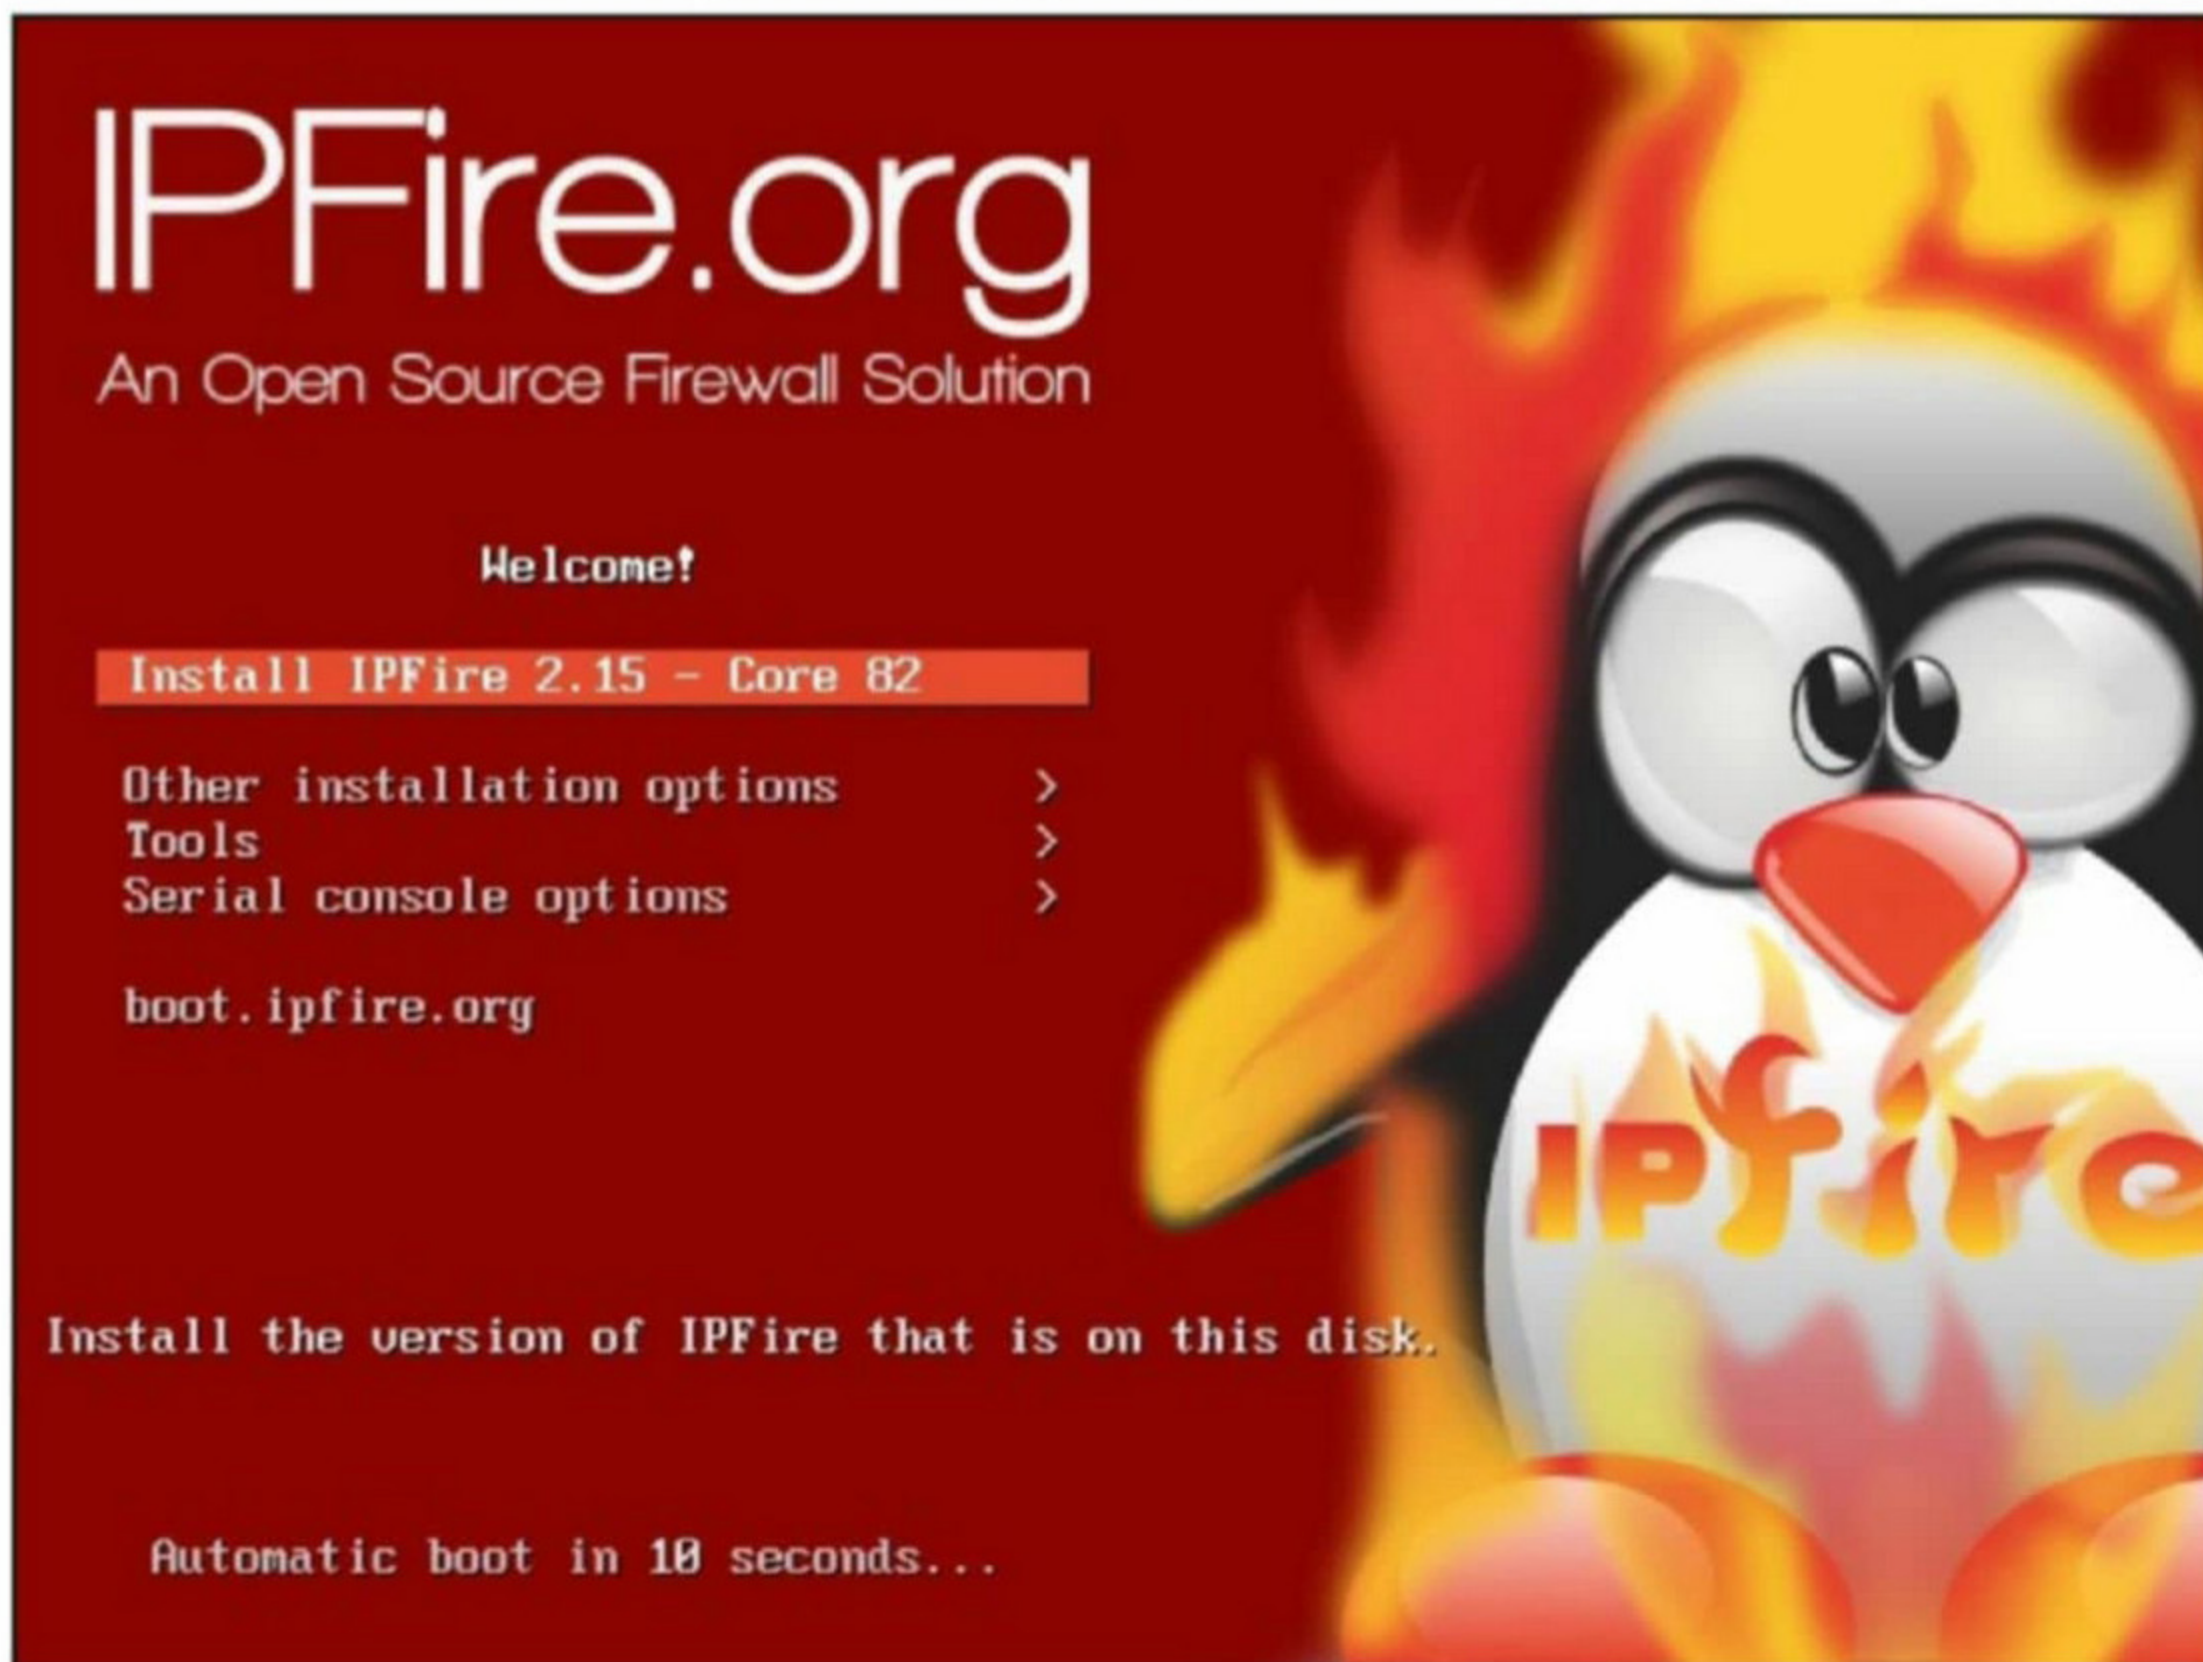 IPFire.org
An Open Source Firewall Solution
Welcome!
Install IPFire 2.15 - Core 82
Other installation options >
Tools >
Serial console options >
boot.ipfire.org
IPfire
Install the version of IPFire that is on this disk.
Automatic boot in 10 seconds...